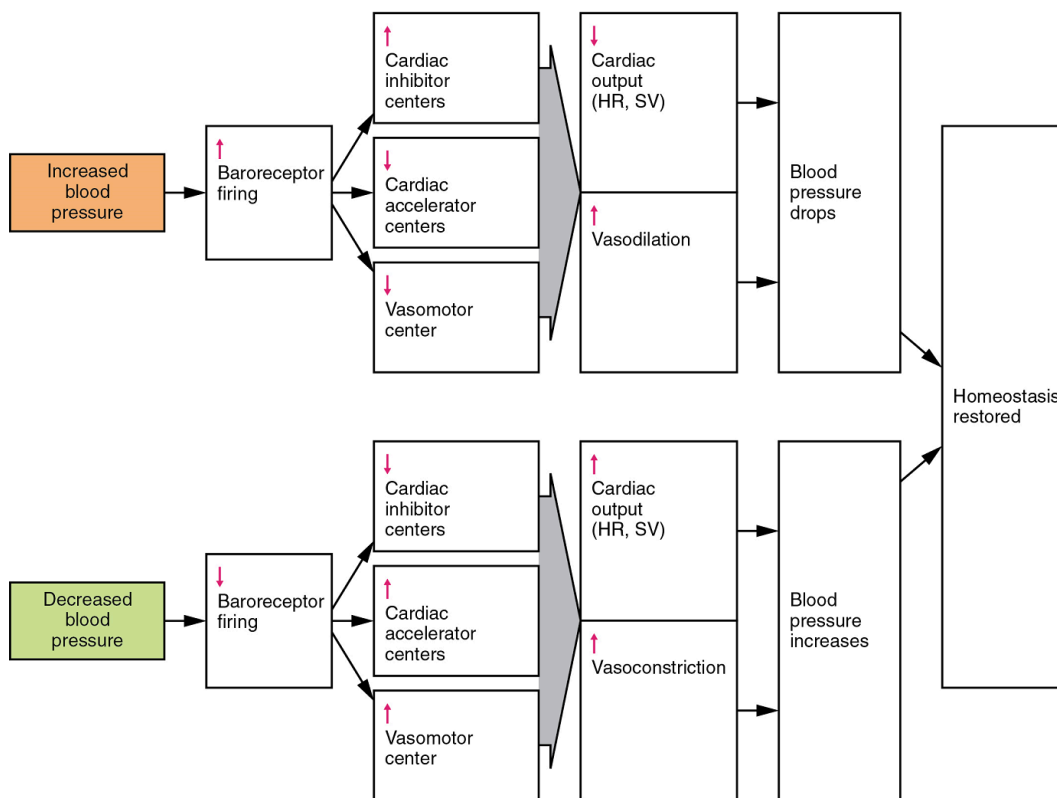 Increased
blood
pressure
↑
Baroreceptor
firing
↑
Cardiac
inhibitor
centers
↓
Cardiac
accelerator
centers
↓
Vasomotor
center
↓
Cardiac
output
(HR, SV)
↑
Vasodilation
Blood
pressure
drops
Homeostasis
restored
Decreased
blood
pressure
↓
Baroreceptor
firing
↓
Cardiac
inhibitor
centers
↑
Cardiac
accelerator
centers
↑
Vasomotor
center
↑
Cardiac
output
(HR, SV)
↑
Vasoconstriction
Blood
pressure
increases